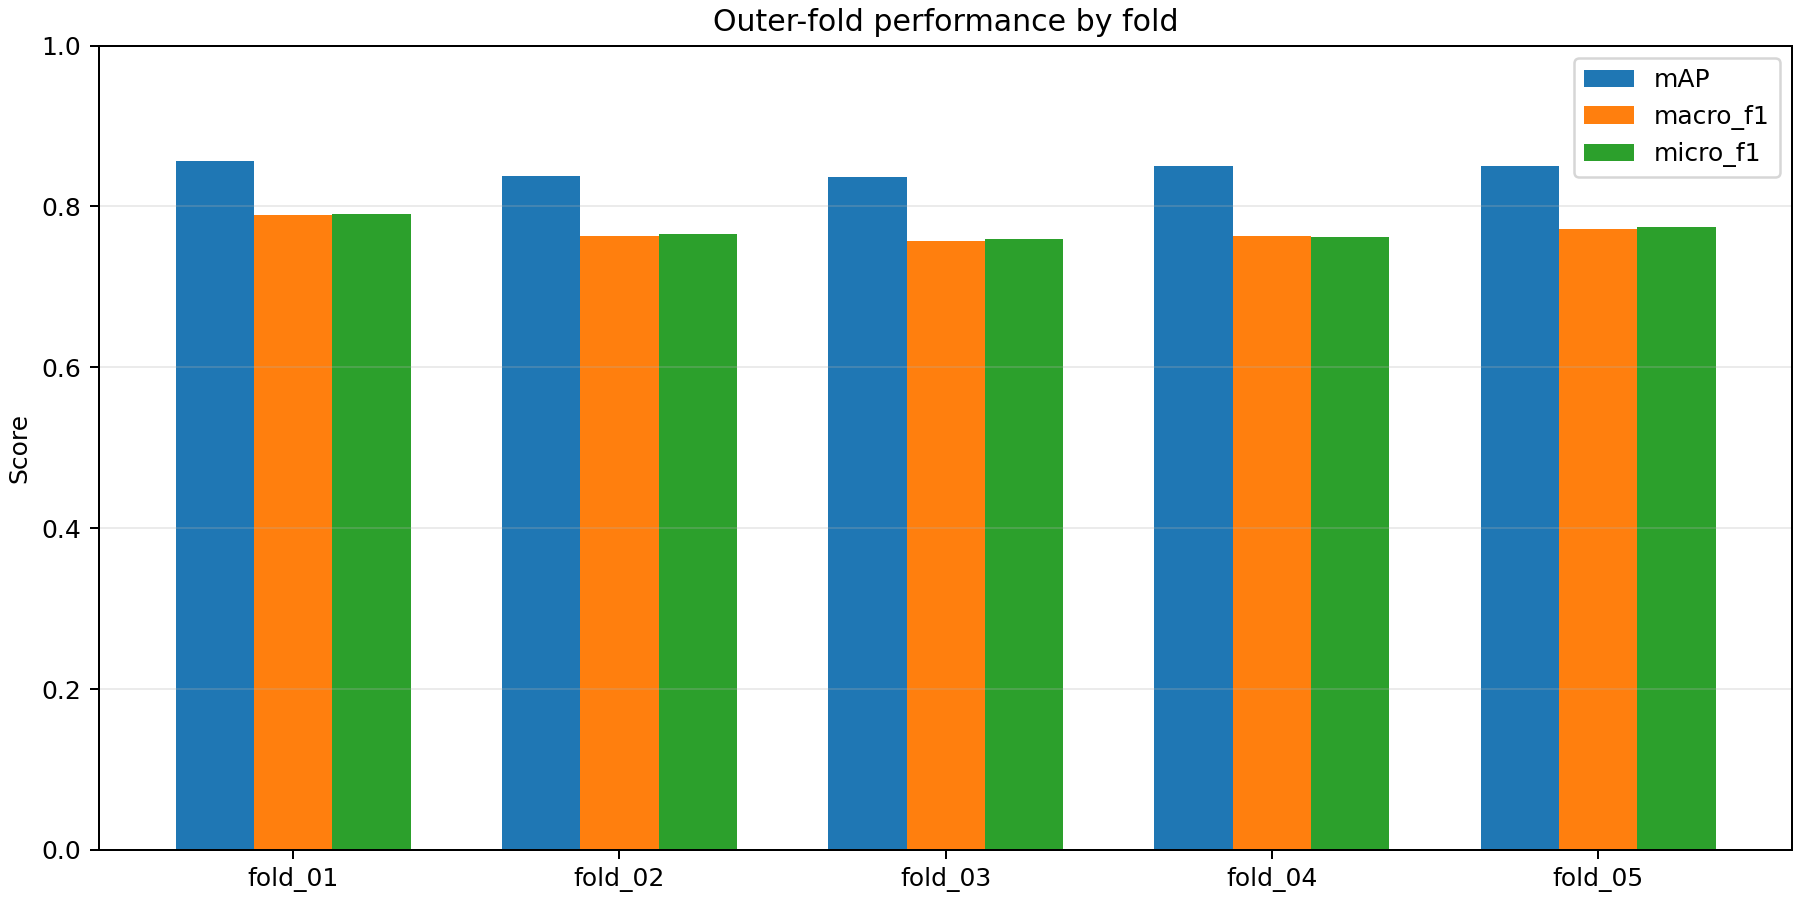 Outer-fold performance by fold
1.0
0.8
0.6
0.4
0.2
0.0
Score
mAP
macro_f1
micro_f1
fold_01
fold_02
fold_03
fold_04
fold_05